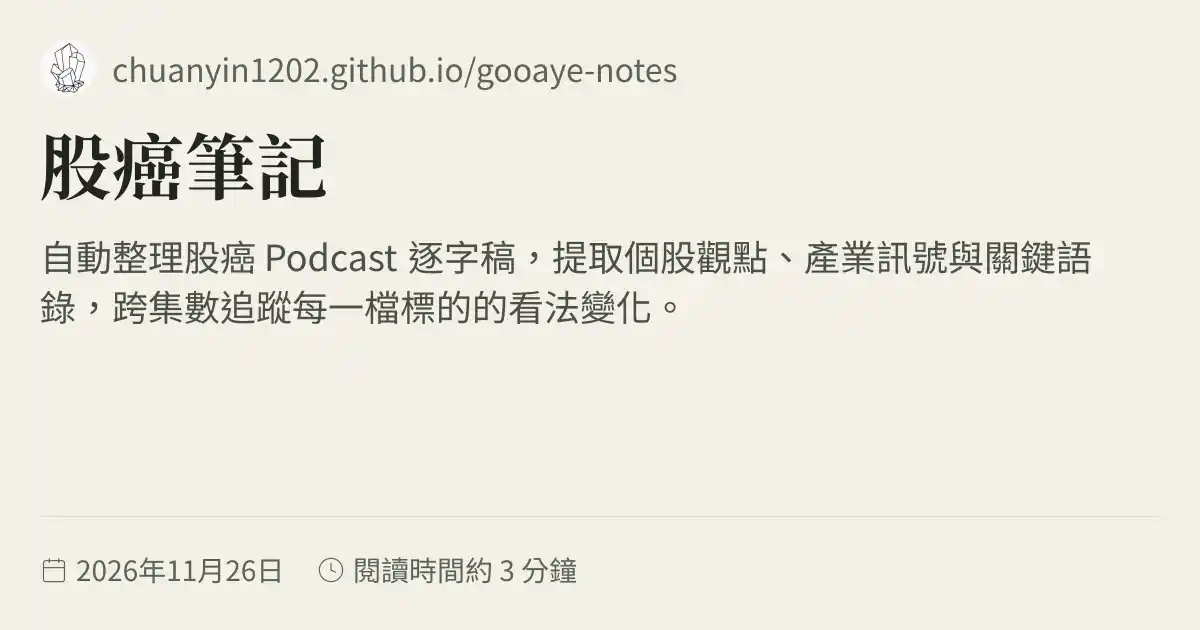 chuanyin1202.github.io/gooaye-notes
股癌筆記
自動整理股癌 Podcast 逐字稿，提取個股觀點、產業訊號與關鍵語
錄，跨集數追蹤每一檔標的的看法變化。
2026年11月26日 閱讀時間約 3 分鐘